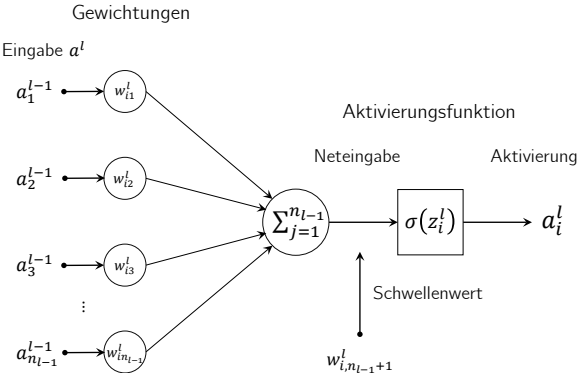 Gewichtungen
Eingabe a^l
a_1^{l-1} w_{i1}^l
Aktivierungsfunktion
Neteingabe Aktivierung
a_2^{l-1} w_{i2}^l
∑_{j=1}^{n_{l-1}} σ(z_i^l) a_i^l
a_3^{l-1} w_{i3}^l
Schwellenwert
⋮
a_{n_{l-1}}^{l-1} w_{in_{l-1}}^l
w_{i,n_{l-1}+1}^l